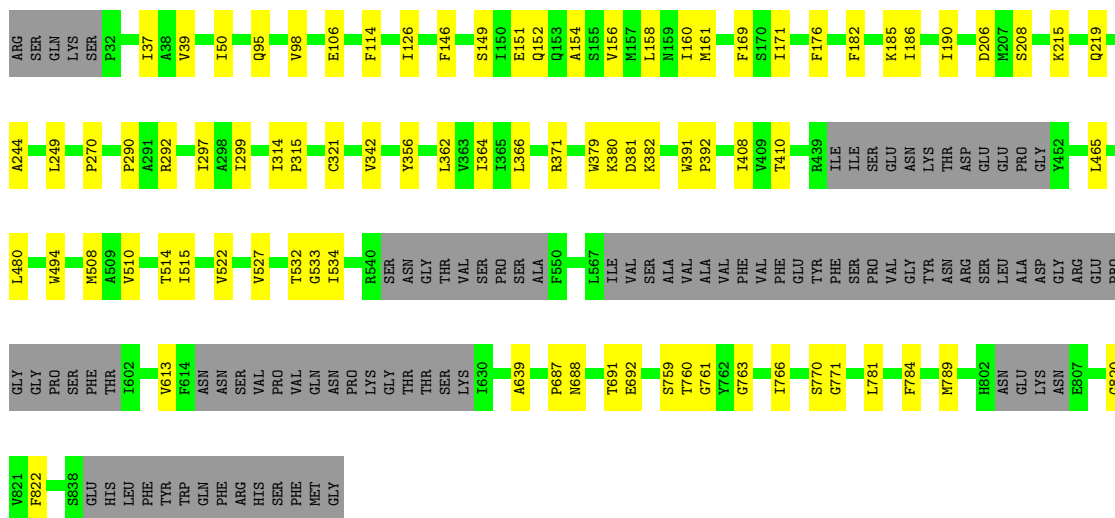 ARG SER GLN LYS SER P32 I37 A38 V39 I50 Q95 V98 E106 F114 I126 F146 S149 I150 E151 Q152 Q153 A154 S155 V156 M157 L158 N159 I160 M161 F169 S170 I171 F176 F182 K185 I186 I190 D206 M207 S208 K215 Q219
A244 L249 P270 P290 A291 R292 I297 A298 I299 I314 P315 C321 V342 Y356 L362 V363 I364 I365 L366 R371 W379 K380 D381 K382 W391 P392 I408 V409 T410 R439 ILE ILE SER GLU ASN LYS THR ASP GLU GLU PRO GLY Y452 L465
L480 W494 M508 A509 V510 T514 I515 V522 V527 T532 G533 I534 R540 SER ASN GLY THR VAL SER PRO SER ALA F550 L567 ILE VAL SER ALA VAL ALA VAL PHE VAL PHE GLU TYR PHE SER PRO VAL GLY TYR ASN ARG SER LEU ALA ASP GLY ARG GLU PRO
GLY GLY PRO SER PHE THR I602 V613 F614 ASN ASN SER VAL PRO VAL GLN ASN PRO LYS GLY THR THR SER LYS I630 A639 P687 N688 T691 E692 S759 T760 G761 Y762 G763 I766 S770 G771 L781 F784 M789 H802 ASN GLU LYS ASN E807
V821 F822 S838 GLU HIS LEU PHE TYR TRP GLN PHE ARG HIS SER PHE MET GLY